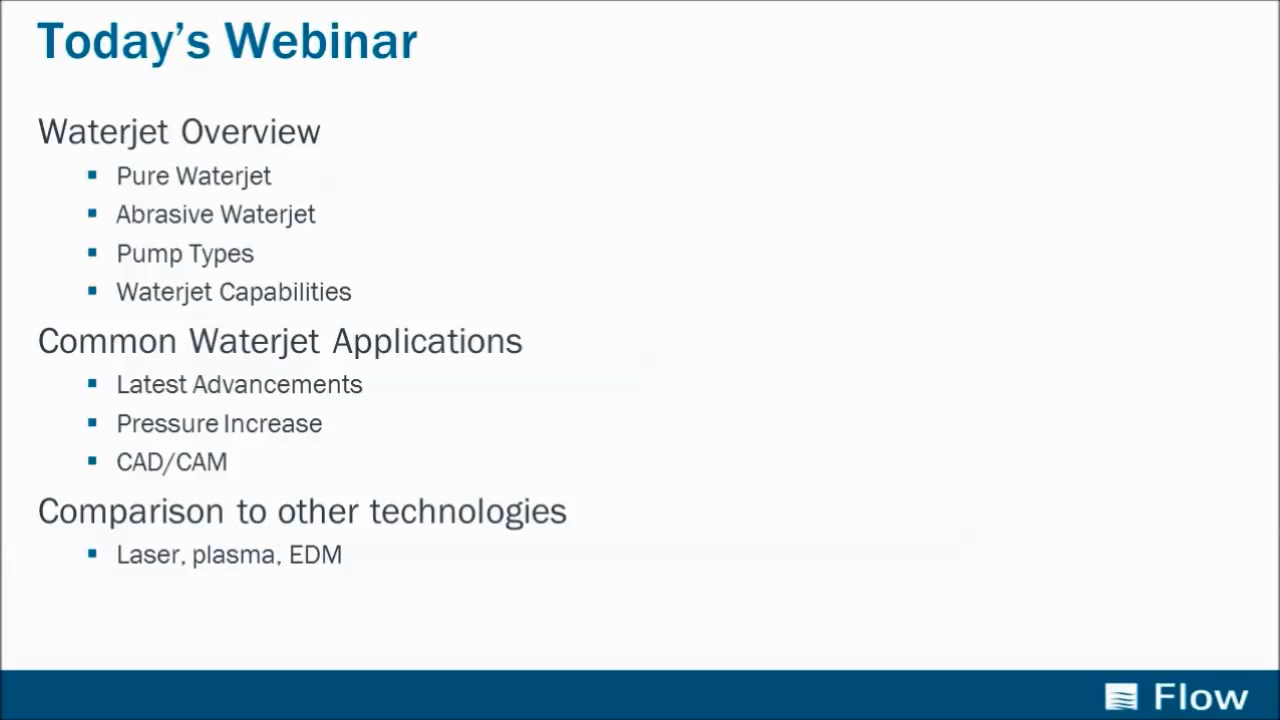 Today's Webinar
Waterjet Overview
Pure Waterjet
Abrasive Waterjet
Pump Types
Waterjet Capabilities
Common Waterjet Applications
Latest Advancements
Pressure Increase
CAD/CAM
Comparison to other technologies
Laser, plasma, EDM
Flow